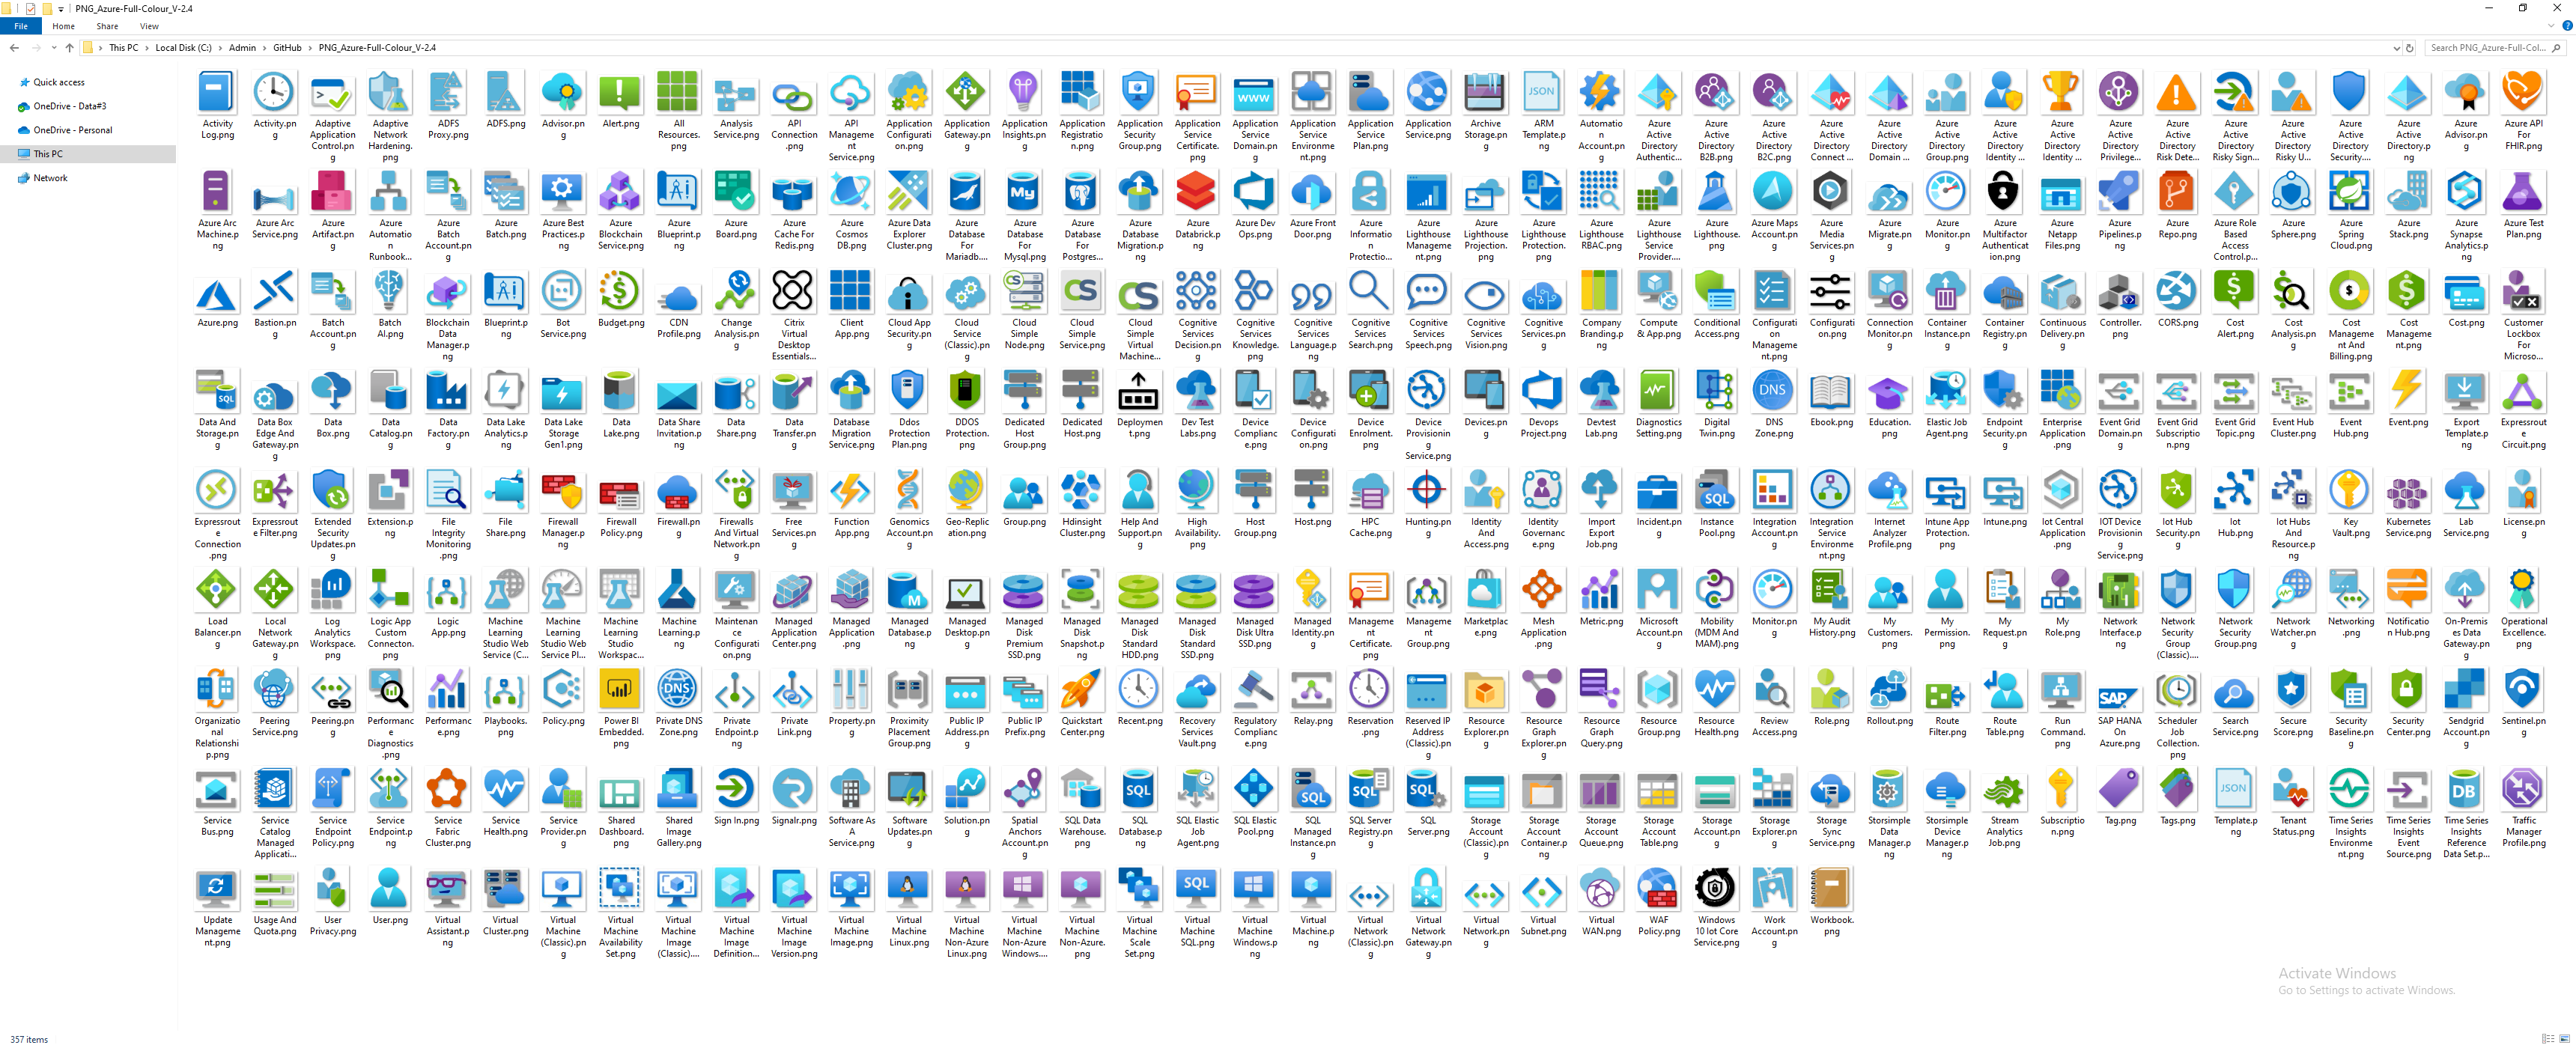 PNG_Azure-Full-Colour_V-2.4
File Home Share View
This PC › Local Disk (C:) › Admin › GitHub › PNG_Azure-Full-Colour_V-2.4
Search PNG_Azure-Full-Col...
Quick access
OneDrive - Data#3
OneDrive - Personal
This PC
Network
Activity Log.png
Activity.png
Adaptive Application Control.png
Adaptive Network Hardening.png
ADFS Proxy.png
ADFS.png
Advisor.png
Alert.png
All Resources.png
Analysis Service.png
API Connection.png
API Management Service.png
Application Configuration.png
Application Gateway.png
Application Insights.png
Application Registration.png
Application Security Group.png
Application Service Certificate.png
Application Service Domain.png
Application Service Environment.png
Application Service Plan.png
Application Service.png
Archive Storage.png
ARM Template.png
Automation Account.png
Azure Active Directory Authentic...
Azure Active Directory B2B.png
Azure Active Directory B2C.png
Azure Active Directory Connect ...
Azure Active Directory Domain ...
Azure Active Directory Group.png
Azure Active Directory Identity ...
Azure Active Directory Identity ...
Azure Active Directory Privilege...
Azure Active Directory Risk Dete...
Azure Active Directory Risky Sign...
Azure Active Directory Risky U...
Azure Active Directory Security....
Azure Active Directory.png
Azure Advisor.png
Azure API For FHIR.png
Azure Arc Machine.png
Azure Arc Service.png
Azure Artifact.png
Azure Automation Runbook...
Azure Batch Account.png
Azure Batch.png
Azure Best Practices.png
Azure Blockchain Service.png
Azure Blueprint.png
Azure Board.png
Azure Cache For Redis.png
Azure Cosmos DB.png
Azure Data Explorer Cluster.png
Azure Database For Mariadb....
Azure Database For Mysql.png
Azure Database For Postgres...
Azure Database Migration.png
Azure Databrick.png
Azure Dev Ops.png
Azure Front Door.png
Azure Information Protectio...
Azure Lighthouse Management.png
Azure Lighthouse Projection.png
Azure Lighthouse Protection.png
Azure Lighthouse RBAC.png
Azure Lighthouse Service Provider....
Azure Lighthouse.png
Azure Maps Account.png
Azure Media Services.png
Azure Migrate.png
Azure Monitor.png
Azure Multifactor Authentication.png
Azure Netapp Files.png
Azure Pipelines.png
Azure Repo.png
Azure Role Based Access Control.p...
Azure Sphere.png
Azure Spring Cloud.png
Azure Stack.png
Azure Synapse Analytics.png
Azure Test Plan.png
Azure.png
Bastion.png
Batch Account.png
Batch AI.png
Blockchain Data Manager.png
Blueprint.png
Bot Service.png
Budget.png
CDN Profile.png
Change Analysis.png
Citrix Virtual Desktop Essentials...
Client App.png
Cloud App Security.png
Cloud Service (Classic).png
Cloud Simple Node.png
Cloud Simple Service.png
Cloud Simple Virtual Machine...
Cognitive Services Decision.png
Cognitive Services Knowledge.png
Cognitive Services Language.png
Cognitive Services Search.png
Cognitive Services Speech.png
Cognitive Services Vision.png
Cognitive Services.png
Company Branding.png
Compute & App.png
Conditional Access.png
Configuration Management.png
Configuration.png
Connection Monitor.png
Container Instance.png
Container Registry.png
Continuous Delivery.png
Controller.png
CORS.png
Cost Alert.png
Cost Analysis.png
Cost Management And Billing.png
Cost Management.png
Cost.png
Customer Lockbox For Microso...
Data And Storage.png
Data Box Edge And Gateway.png
Data Box.png
Data Catalog.png
Data Factory.png
Data Lake Analytics.png
Data Lake Storage Gen1.png
Data Lake.png
Data Share Invitation.png
Data Share.png
Data Transfer.png
Database Migration Service.png
Ddos Protection Plan.png
DDOS Protection.png
Dedicated Host Group.png
Dedicated Host.png
Deployment.png
Dev Test Labs.png
Device Compliance.png
Device Configuration.png
Device Enrolment.png
Device Provisioning Service.png
Devices.png
Devops Project.png
Devtest Lab.png
Diagnostics Setting.png
Digital Twin.png
DNS Zone.png
Ebook.png
Education.png
Elastic Job Agent.png
Endpoint Security.png
Enterprise Application.png
Event Grid Domain.png
Event Grid Subscription.png
Event Grid Topic.png
Event Hub Cluster.png
Event Hub.png
Event.png
Export Template.png
Expressroute Circuit.png
Expressroute Connection.png
Expressroute Filter.png
Extended Security Updates.png
Extension.png
File Integrity Monitoring.png
File Share.png
Firewall Manager.png
Firewall Policy.png
Firewall.png
Firewalls And Virtual Network.png
Free Services.png
Function App.png
Genomics Account.png
Geo-Replication.png
Group.png
Hdinsight Cluster.png
Help And Support.png
High Availability.png
Host Group.png
Host.png
HPC Cache.png
Hunting.png
Identity And Access.png
Identity Governance.png
Import Export Job.png
Incident.png
Instance Pool.png
Integration Account.png
Integration Service Environment.png
Internet Analyzer Profile.png
Intune App Protection.png
Intune.png
Iot Central Application.png
IOT Device Provisioning Service.png
Iot Hub Security.png
Iot Hub.png
Iot Hubs And Resource.png
Key Vault.png
Kubernetes Service.png
Lab Service.png
License.png
Load Balancer.png
Local Network Gateway.png
Log Analytics Workspace.png
Logic App Custom Connecton.png
Logic App.png
Machine Learning Studio Web Service (C...
Machine Learning Studio Web Service Pl...
Machine Learning Studio Workspac...
Machine Learning.png
Maintenance Configuration.png
Managed Application Center.png
Managed Application.png
Managed Database.png
Managed Desktop.png
Managed Disk Premium SSD.png
Managed Disk Snapshot.png
Managed Disk Standard HDD.png
Managed Disk Standard SSD.png
Managed Disk Ultra SSD.png
Managed Identity.png
Management Certificate.png
Management Group.png
Marketplace.png
Mesh Application.png
Metric.png
Microsoft Account.png
Mobility (MDM And MAM).png
Monitor.png
My Audit History.png
My Customers.png
My Permission.png
My Request.png
My Role.png
Network Interface.png
Network Security Group (Classic)....
Network Security Group.png
Network Watcher.png
Networking.png
Notification Hub.png
On-Premises Data Gateway.png
Operational Excellence.png
Organizational Relationship.png
Peering Service.png
Peering.png
Performance Diagnostics.png
Performance.png
Playbooks.png
Policy.png
Power BI Embedded.png
Private DNS Zone.png
Private Endpoint.png
Private Link.png
Property.png
Proximity Placement Group.png
Public IP Address.png
Public IP Prefix.png
Quickstart Center.png
Recent.png
Recovery Services Vault.png
Regulatory Compliance.png
Relay.png
Reservation.png
Reserved IP Address (Classic).png
Resource Explorer.png
Resource Graph Explorer.png
Resource Graph Query.png
Resource Group.png
Resource Health.png
Review Access.png
Role.png
Rollout.png
Route Filter.png
Route Table.png
Run Command.png
SAP HANA On Azure.png
Scheduler Job Collection.png
Search Service.png
Secure Score.png
Security Baseline.png
Security Center.png
Sendgrid Account.png
Sentinel.png
Service Bus.png
Service Catalog Managed Applicati...
Service Endpoint Policy.png
Service Endpoint.png
Service Fabric Cluster.png
Service Health.png
Service Provider.png
Shared Dashboard.png
Shared Image Gallery.png
Sign In.png
Signalr.png
Software As A Service.png
Software Updates.png
Solution.png
Spatial Anchors Account.png
SQL Data Warehouse.png
SQL Database.png
SQL Elastic Job Agent.png
SQL Elastic Pool.png
SQL Managed Instance.png
SQL Server Registry.png
SQL Server.png
Storage Account (Classic).png
Storage Account Container.png
Storage Account Queue.png
Storage Account Table.png
Storage Account.png
Storage Explorer.png
Storage Sync Service.png
Storsimple Data Manager.png
Storsimple Device Manager.png
Stream Analytics Job.png
Subscription.png
Tag.png
Tags.png
Template.png
Tenant Status.png
Time Series Insights Environment.png
Time Series Insights Event Source.png
Time Series Insights Reference Data Set.p...
Traffic Manager Profile.png
Update Management.png
Usage And Quota.png
User Privacy.png
User.png
Virtual Assistant.png
Virtual Cluster.png
Virtual Machine (Classic).png
Virtual Machine Availability Set.png
Virtual Machine Image (Classic)....
Virtual Machine Image Definition...
Virtual Machine Image Version.png
Virtual Machine Image.png
Virtual Machine Linux.png
Virtual Machine Non-Azure Linux.png
Virtual Machine Non-Azure Windows....
Virtual Machine Non-Azure.png
Virtual Machine Scale Set.png
Virtual Machine SQL.png
Virtual Machine Windows.png
Virtual Machine.png
Virtual Network (Classic).png
Virtual Network Gateway.png
Virtual Network.png
Virtual Subnet.png
Virtual WAN.png
WAF Policy.png
Windows 10 Iot Core Service.png
Work Account.png
Workbook.png
Activate Windows
Go to Settings to activate Windows.
357 items